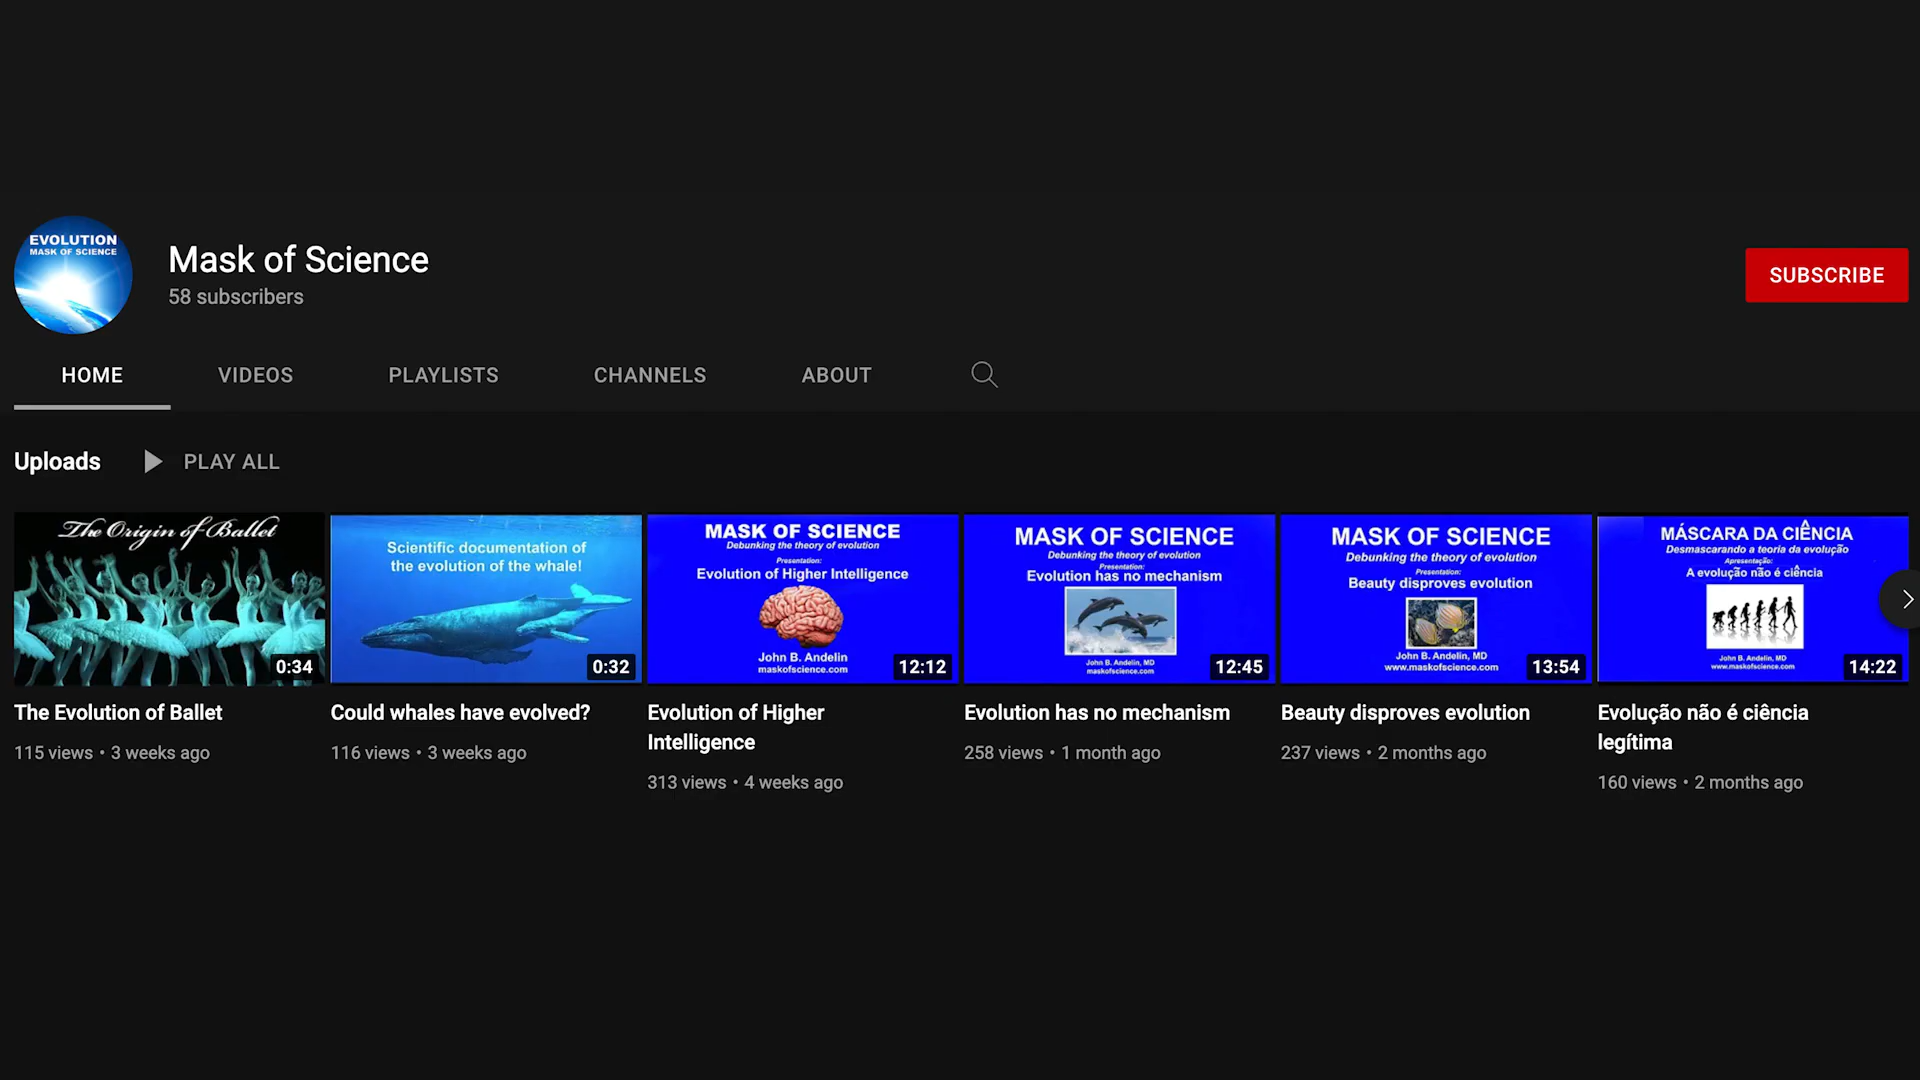 EVOLUTION
MASK OF SCIENCE
Mask of Science
58 subscribers
SUBSCRIBE
HOME
VIDEOS
PLAYLISTS
CHANNELS
ABOUT
Uploads
PLAY ALL
The Origin of Ballet
0:34
The Evolution of Ballet
115 views • 3 weeks ago
Scientific documentation of
the evolution of the whale!
0:32
Could whales have evolved?
116 views • 3 weeks ago
MASK OF SCIENCE
Debunking the theory of evolution
Presentation:
Evolution of Higher Intelligence
John B. Andelin
maskofscience.com
12:12
Evolution of Higher
Intelligence
313 views • 4 weeks ago
MASK OF SCIENCE
Debunking the theory of evolution
Presentation:
Evolution has no mechanism
John B. Andelin, MD
maskofscience.com
12:45
Evolution has no mechanism
258 views • 1 month ago
MASK OF SCIENCE
Debunking the theory of evolution
Presentation:
Beauty disproves evolution
John B. Andelin, MD
www.maskofscience.com
13:54
Beauty disproves evolution
237 views • 2 months ago
MÁSCARA DA CIÊNCIA
Desmascarando a teoria da evolução
Apresentação:
A evolução não é ciência
John B. Andelin, MD
www.maskofscience.com
14:22
Evolução não é ciência
legítima
160 views • 2 months ago